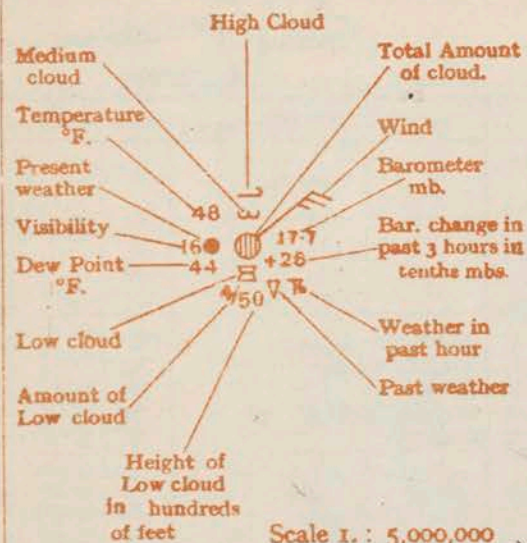 High Cloud
Medium
cloud
Total Amount
of cloud.
Temperature
°F.
Wind
Present
weather
Barometer
mb.
48
Visibility
16
17.7
Bar. change in
past 3 hours in
tenths mbs.
Dew Point
°F.
44
+28
50
Low cloud
Weather in
past hour
Amount of
Low cloud
Past weather
Height of
Low cloud
in hundreds
of feet
Scale 1. : 5,000,000